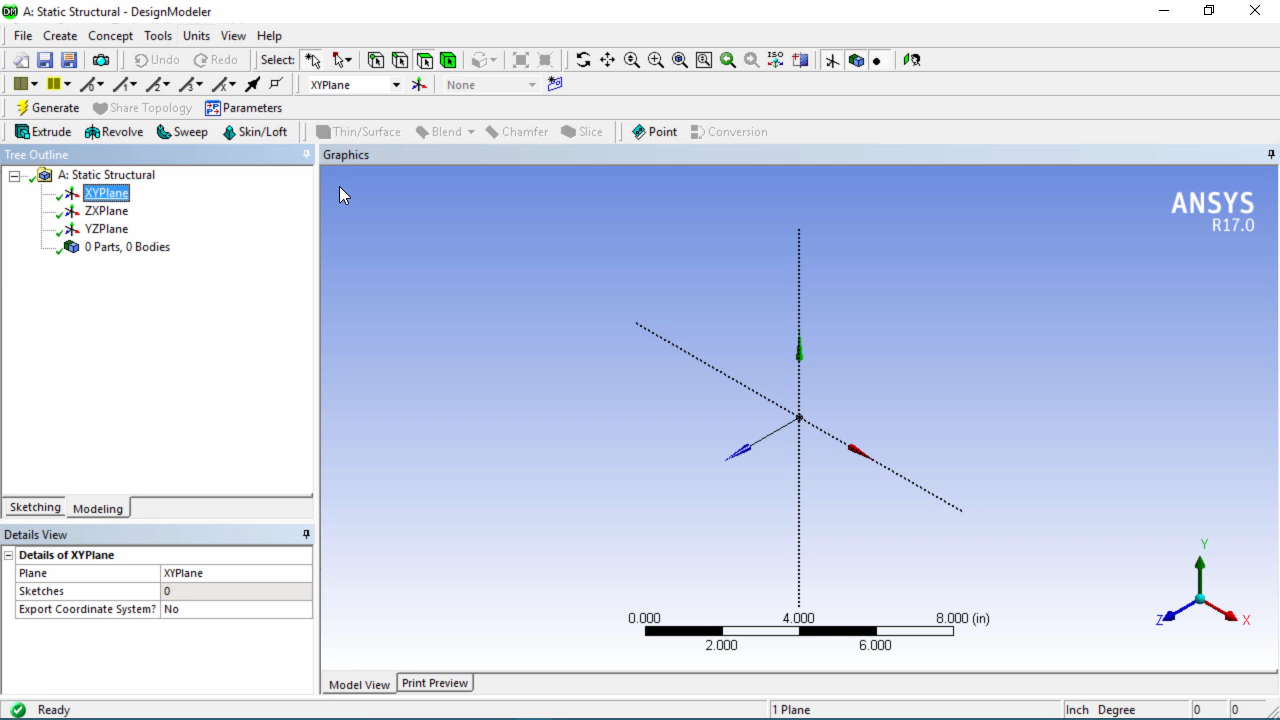 A: Static Structural - DesignModeler
File Create Concept Tools Units View Help
Undo Redo Select: ISO
XYPlane None
Generate Share Topology Parameters
Extrude Revolve Sweep Skin/Loft Thin/Surface Blend Chamfer Slice Point Conversion
Tree Outline
A: Static Structural
XYPlane
ZXPlane
YZPlane
0 Parts, 0 Bodies
Sketching Modeling
Details View
Details of XYPlane
Plane XYPlane
Sketches 0
Export Coordinate System? No
Graphics
ANSYS
R17.0
Y
Z X
0.000 4.000 8.000 (in)
2.000 6.000
Model View Print Preview
Ready 1 Plane Inch Degree 0 0